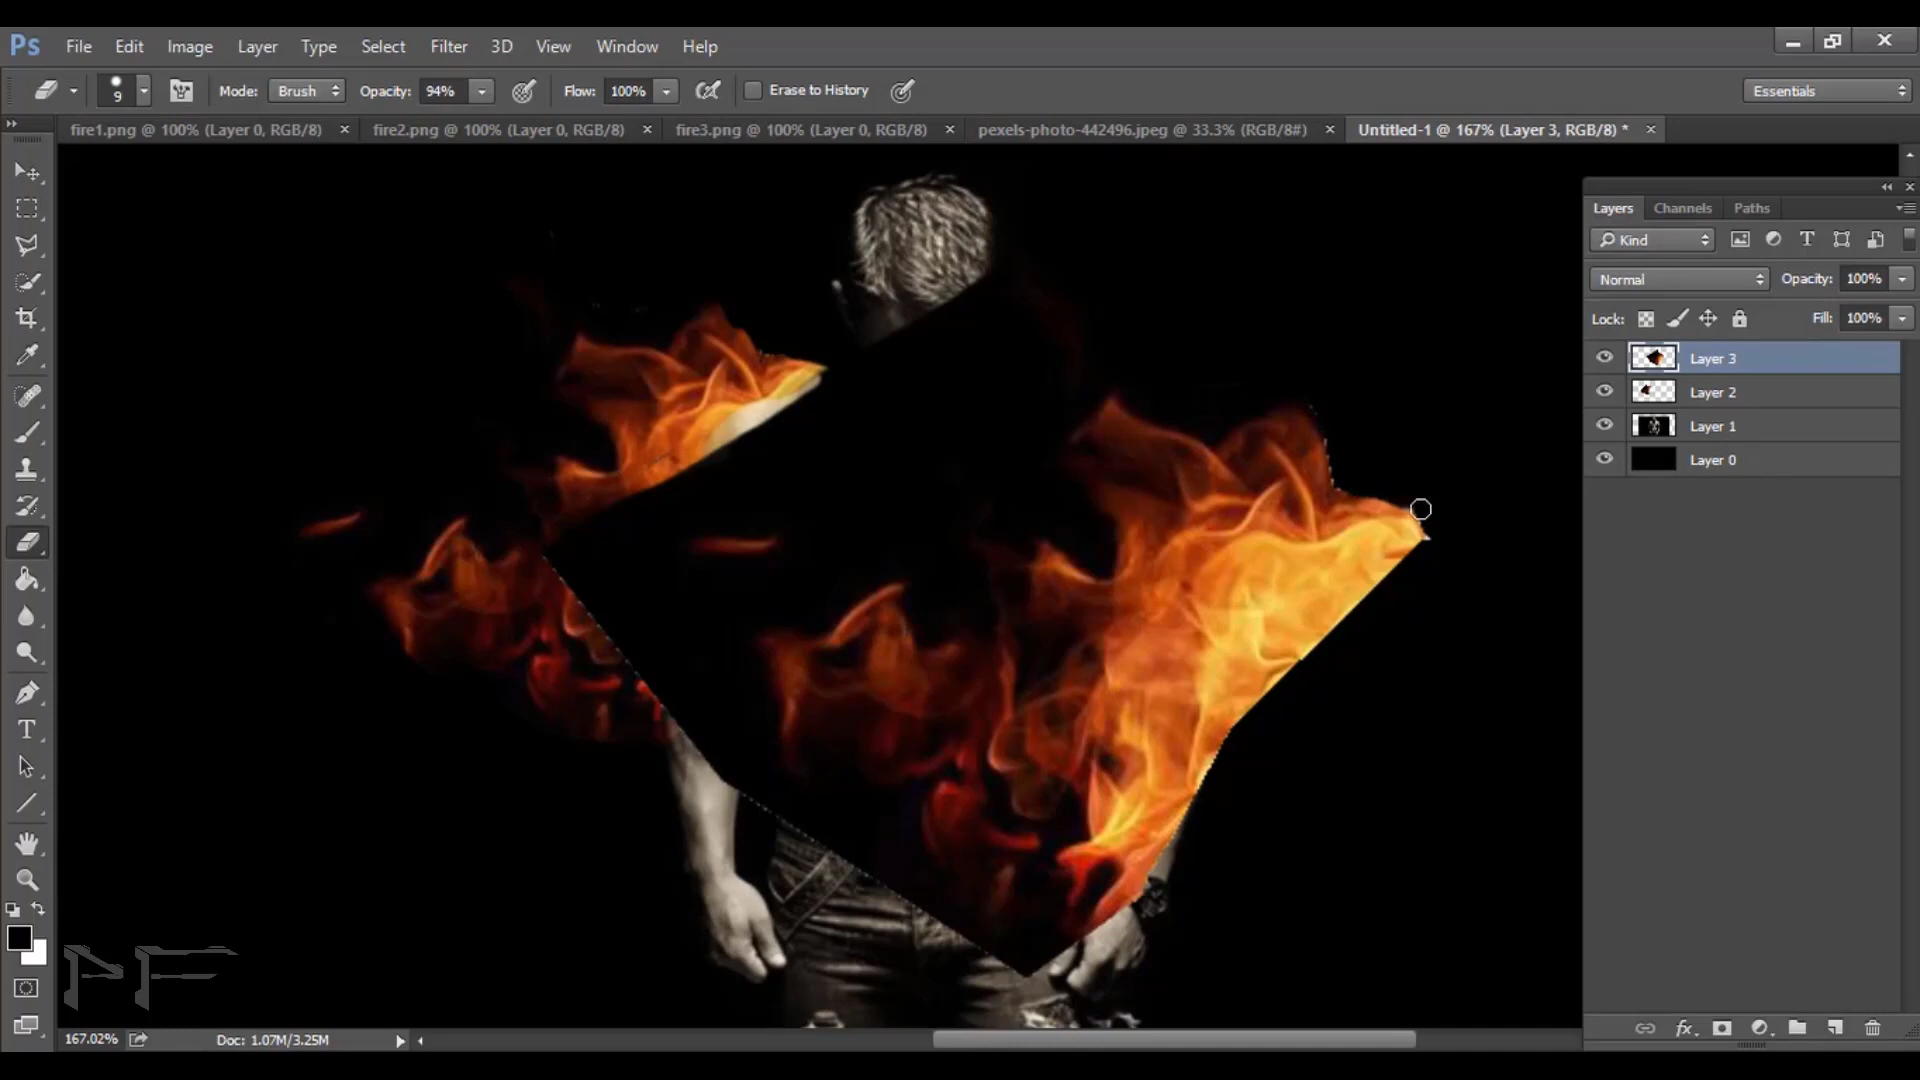 Ps File Edit Image Layer Type Select Filter 3D View Window Help
9 Mode: Brush Opacity: 94% Flow: 100% Erase to History Essentials
fire1.png @ 100% (Layer 0, RGB/8) × fire2.png @ 100% (Layer 0, RGB/8) × fire3.png @ 100% (Layer 0, RGB/8) × pexels-photo-442496.jpeg @ 33.3% (RGB/8#) × Untitled-1 @ 167% (Layer 3, RGB/8) * ×
Layers Channels Paths
Kind
Normal Opacity: 100%
Lock: Fill: 100%
Layer 3
Layer 2
Layer 1
Layer 0
fx
167.02% Doc: 1.07M/3.25M